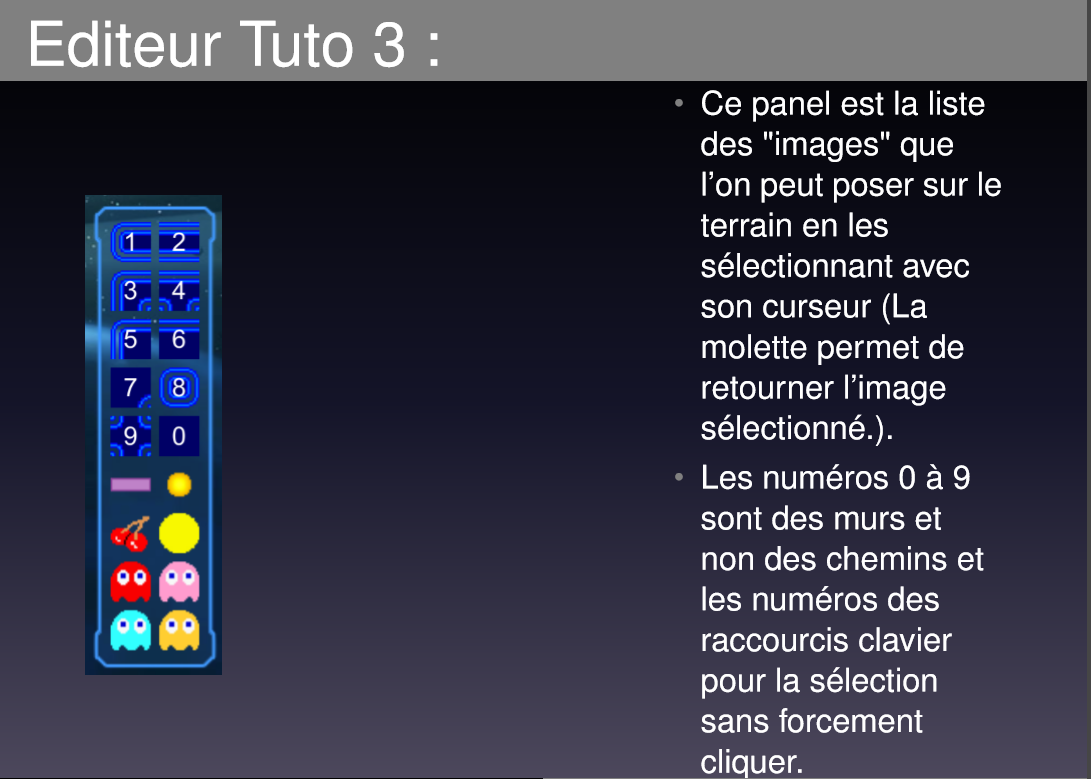 Editeur Tuto 3 :
1 2
3 4
5 6
7 8
9 0
• Ce panel est la liste
des "images" que
l’on peut poser sur le
terrain en les
sélectionnant avec
son curseur (La
molette permet de
retourner l’image
sélectionné.).
• Les numéros 0 à 9
sont des murs et
non des chemins et
les numéros des
raccourcis clavier
pour la sélection
sans forcement
cliquer.